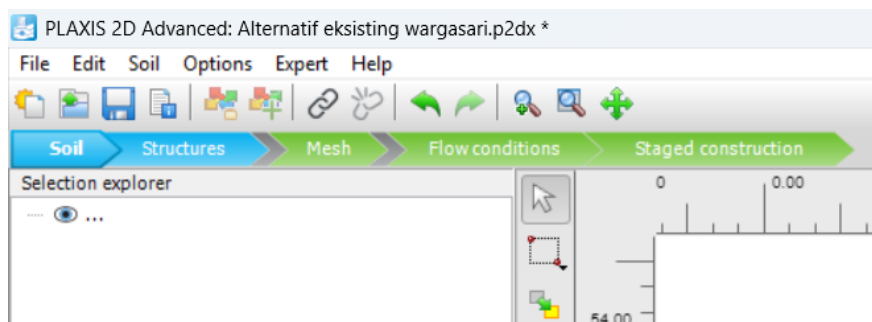 PLAXIS 2D Advanced: Alternatif eksisting wargasari.p2dx *
File Edit Soil Options Expert Help
Soil Structures Mesh Flow conditions Staged construction
Selection explorer
0 0.00
...
54.00